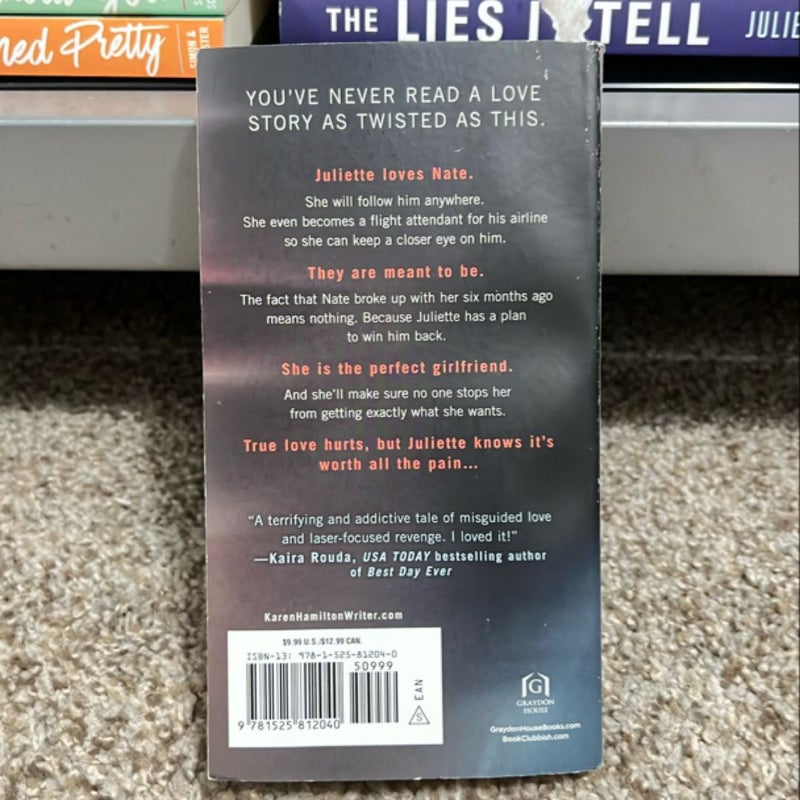 ned Pretty
SIMON &
THE LIES I TELL
JULIE
YOU'VE NEVER READ A LOVE
STORY AS TWISTED AS THIS.
Juliette loves Nate.
She will follow him anywhere.
She even becomes a flight attendant for his airline
so she can keep a closer eye on him.
They are meant to be.
The fact that Nate broke up with her six months ago
means nothing. Because Juliette has a plan
to win him back.
She is the perfect girlfriend.
And she'll make sure no one stops her
from getting exactly what she wants.
True love hurts, but Juliette knows it's
worth all the pain...
"A terrifying and addictive tale of misguided love
and laser-focused revenge. I loved it!"
—Kaira Rouda, USA TODAY bestselling author
of Best Day Ever
KarenHamiltonWriter.com
$9.99 U.S./$12.99 CAN.
ISBN-13: 978-1-525-81204-0
50999
EAN
S
9 781525 812040
G
GRAYDON
HOUSE
GraydonHouseBooks.com
BookClubbish.com